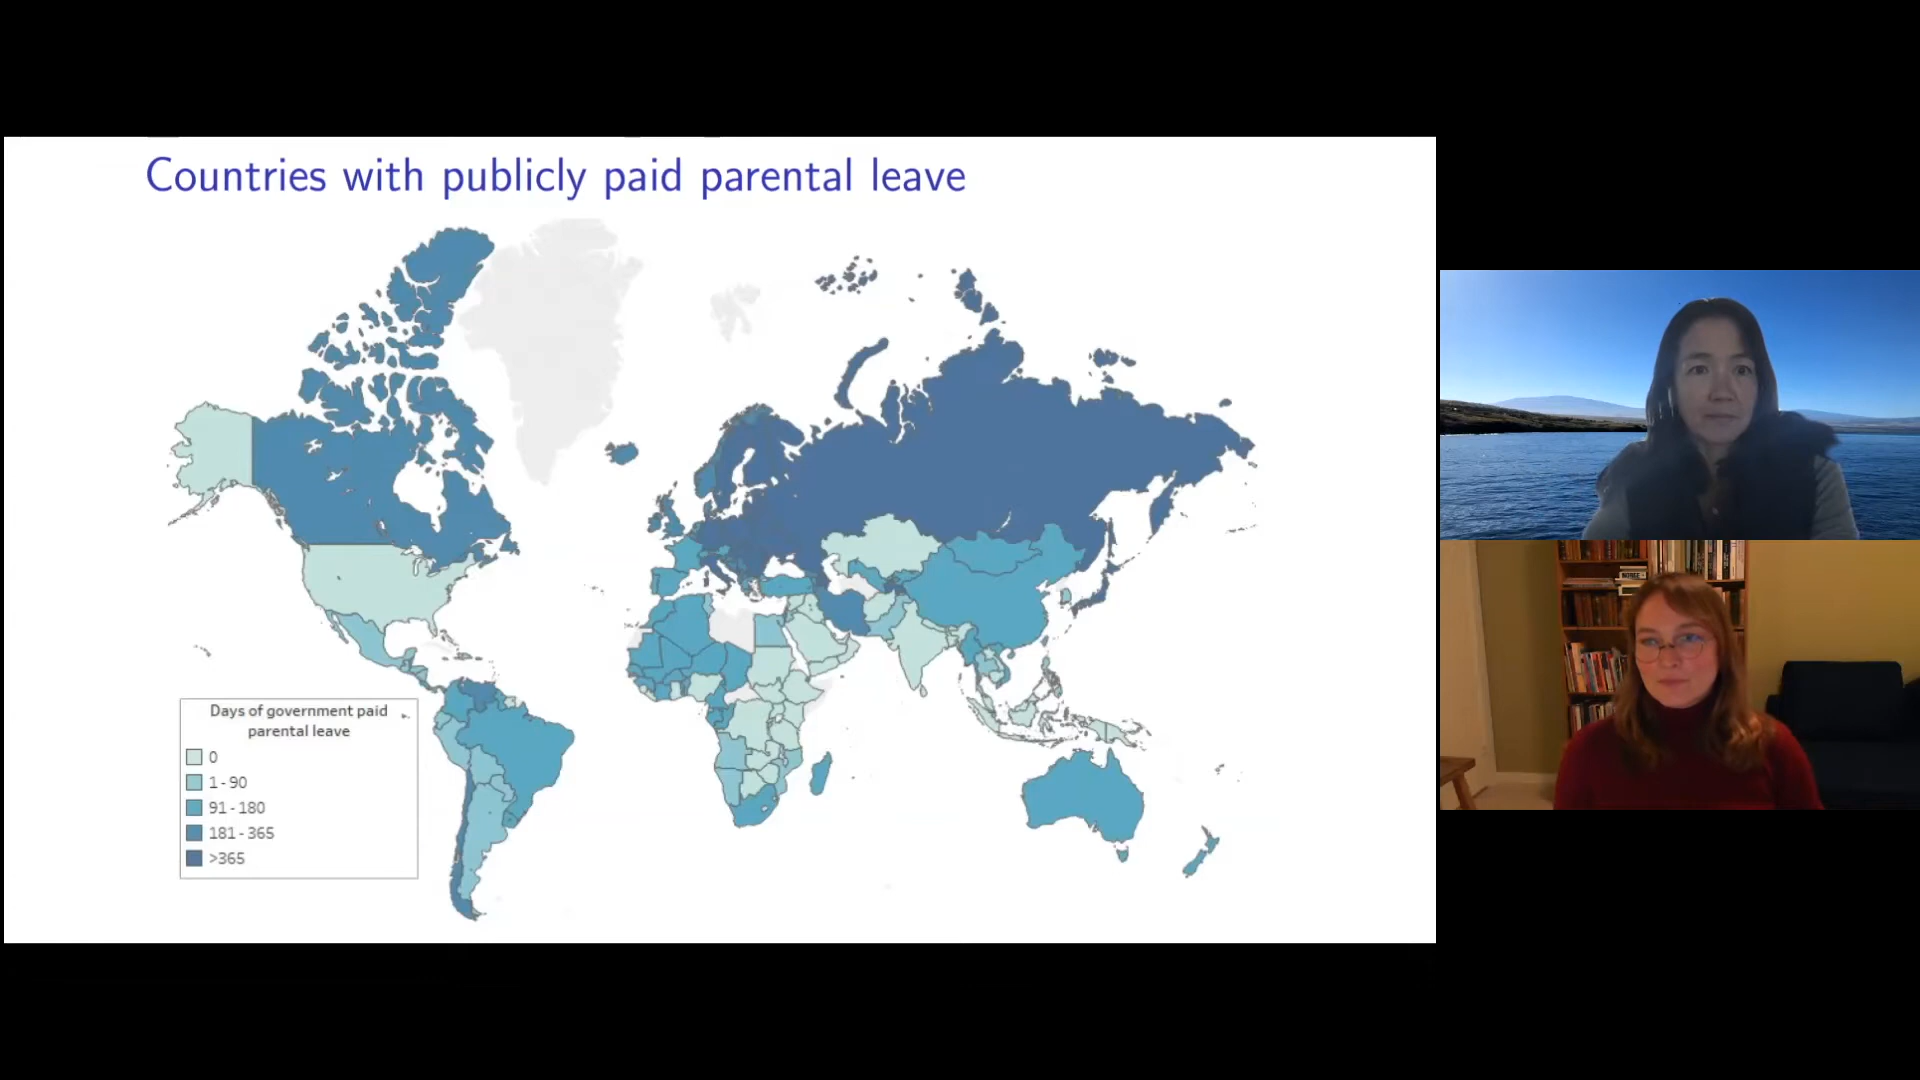 Countries with publicly paid parental leave
Days of government paid
parental leave
0
1 - 90
91 - 180
181 - 365
>365